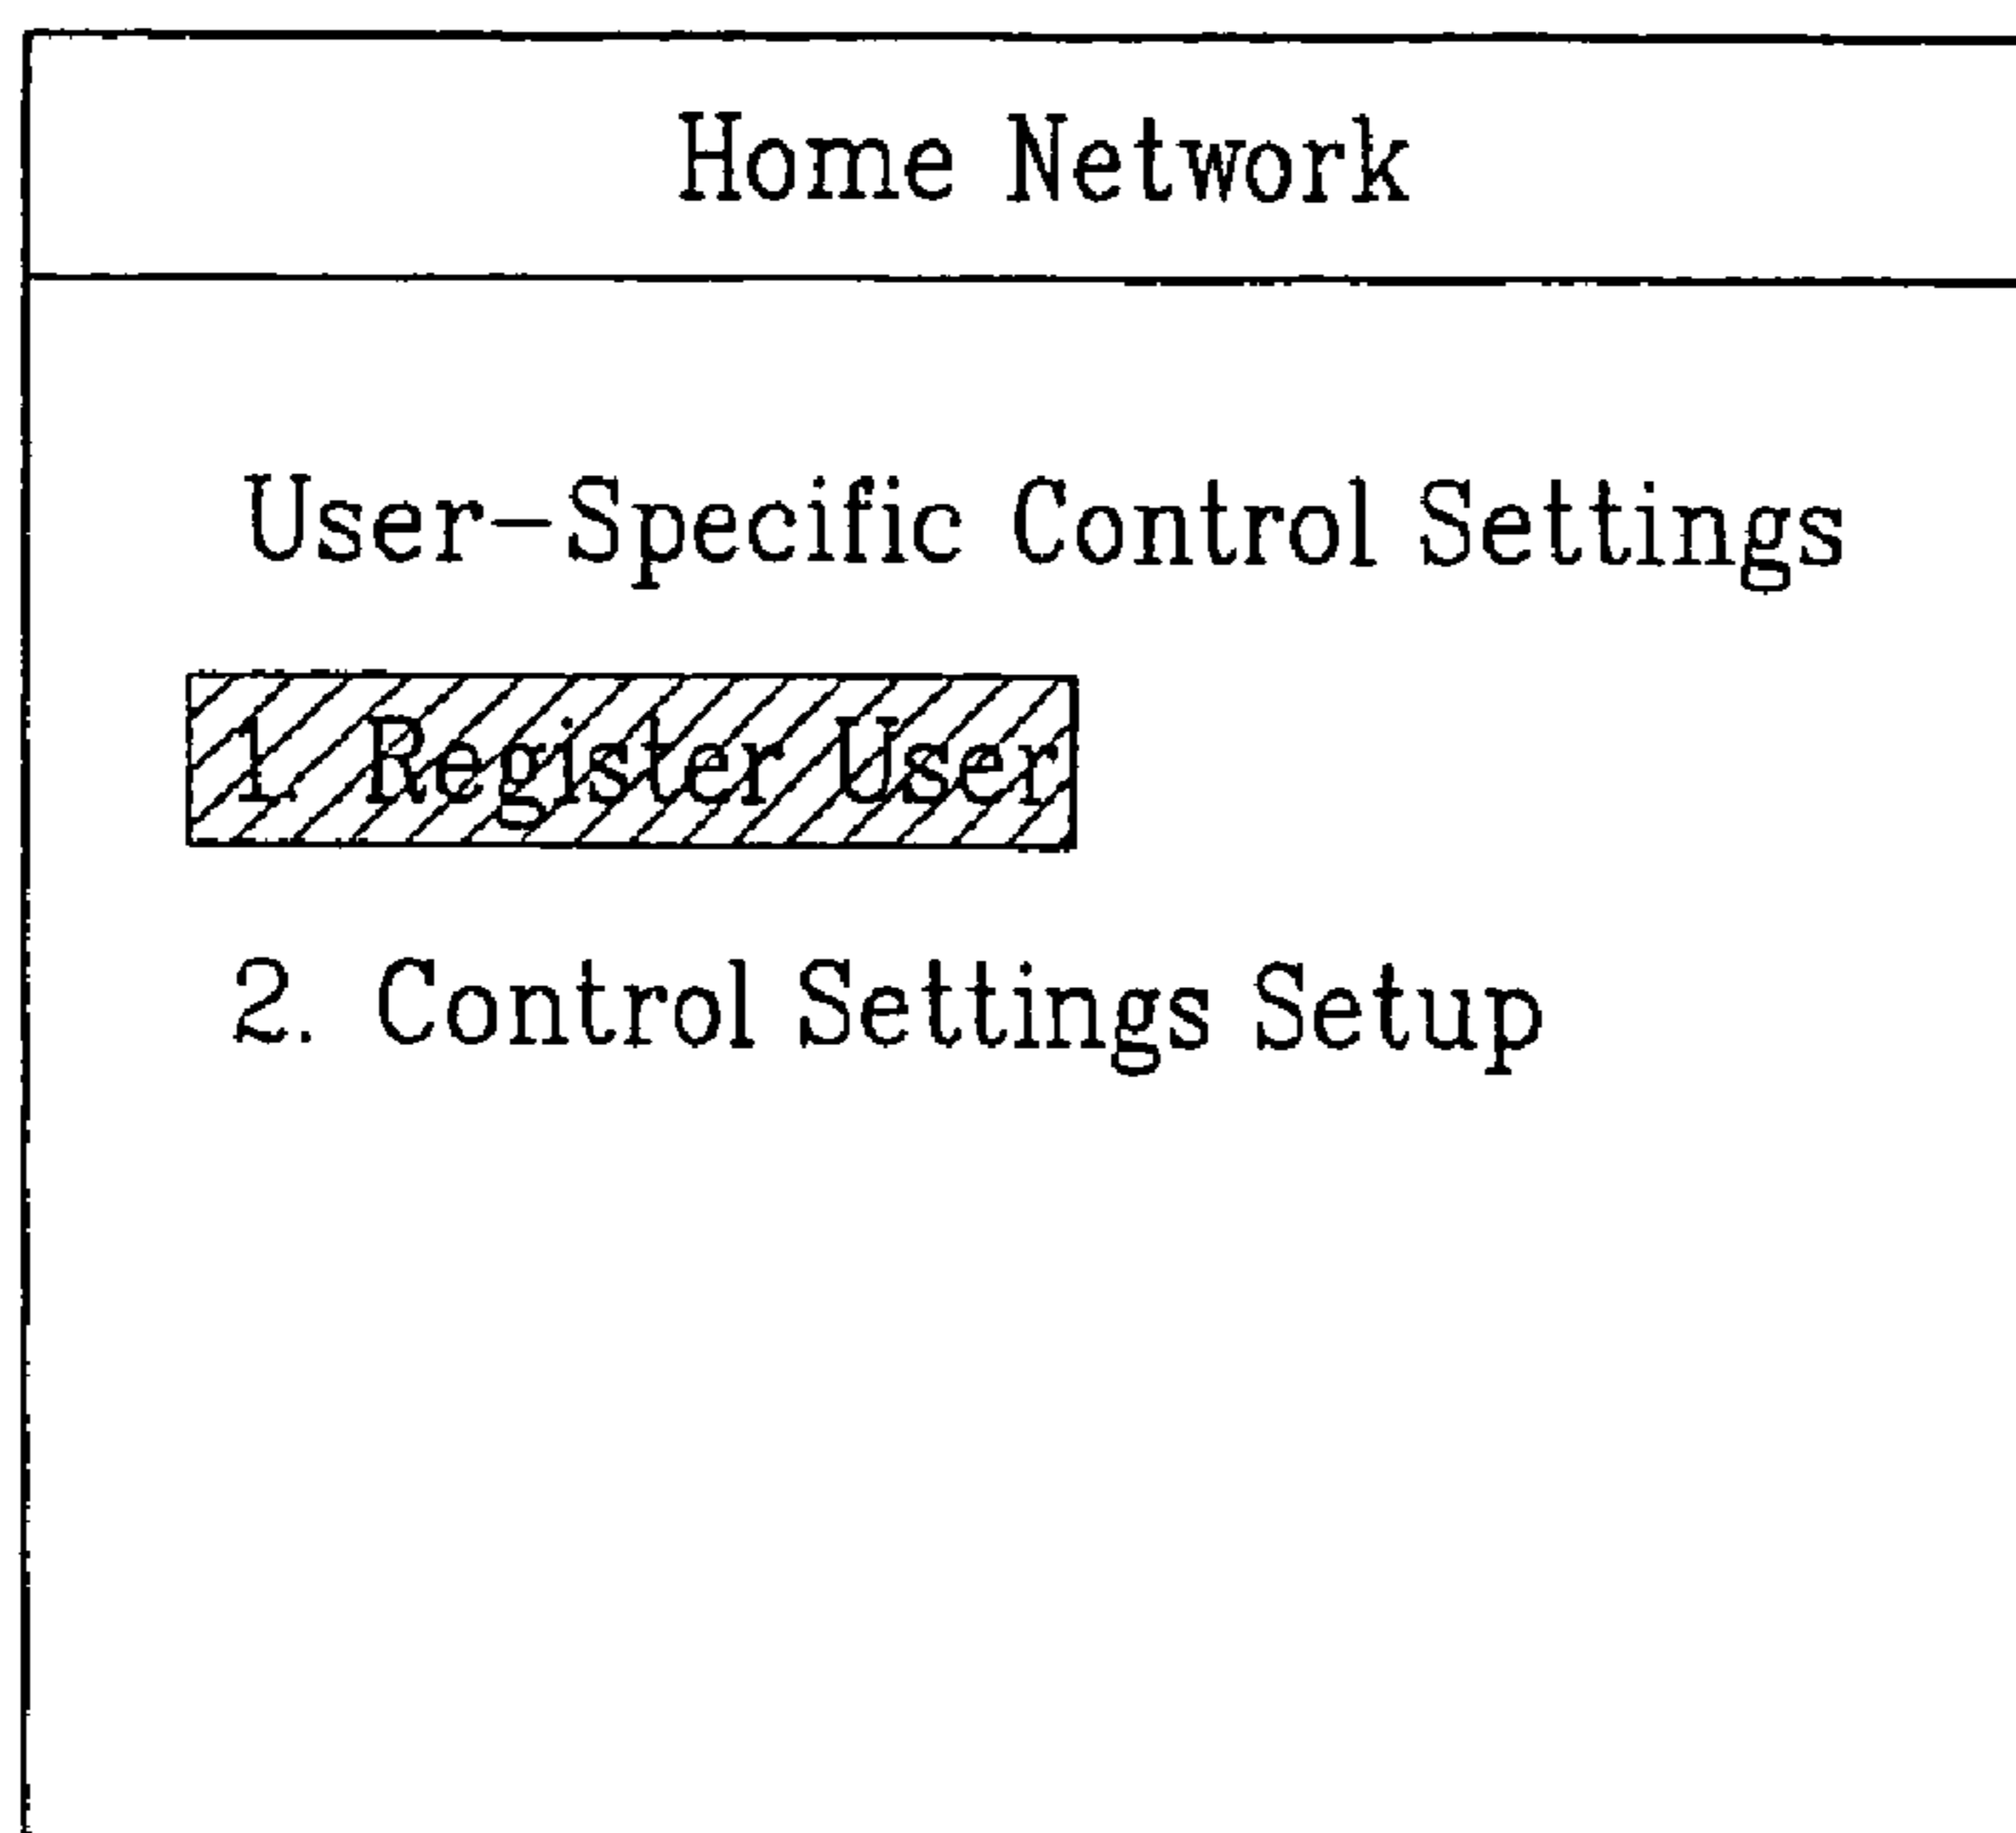 Home Network
User-Specific Control Settings
1. Register User
2. Control Settings Setup